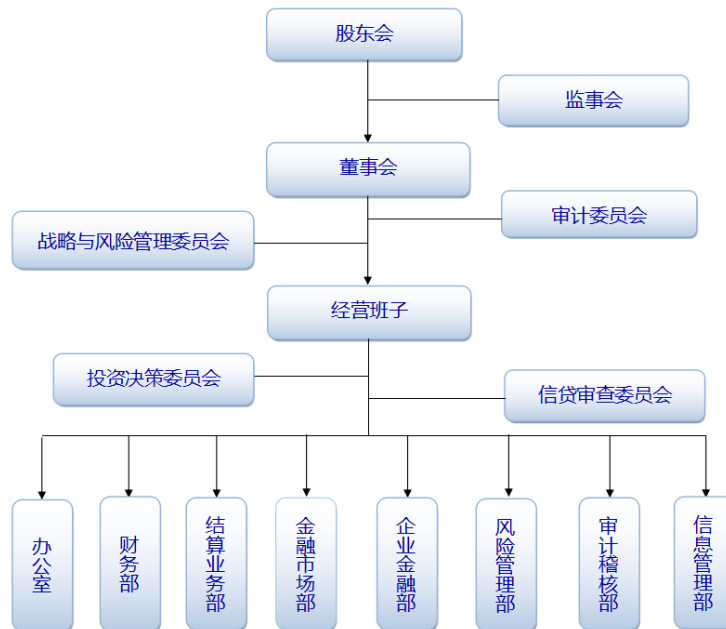 股东会
监事会
董事会
审计委员会
战略与风险管理委员会
经营班子
投资决策委员会
信贷审查委员会
办公室
财务部
结算业务部
金融市场部
企业金融部
风险管理部
审计稽核部
信息管理部